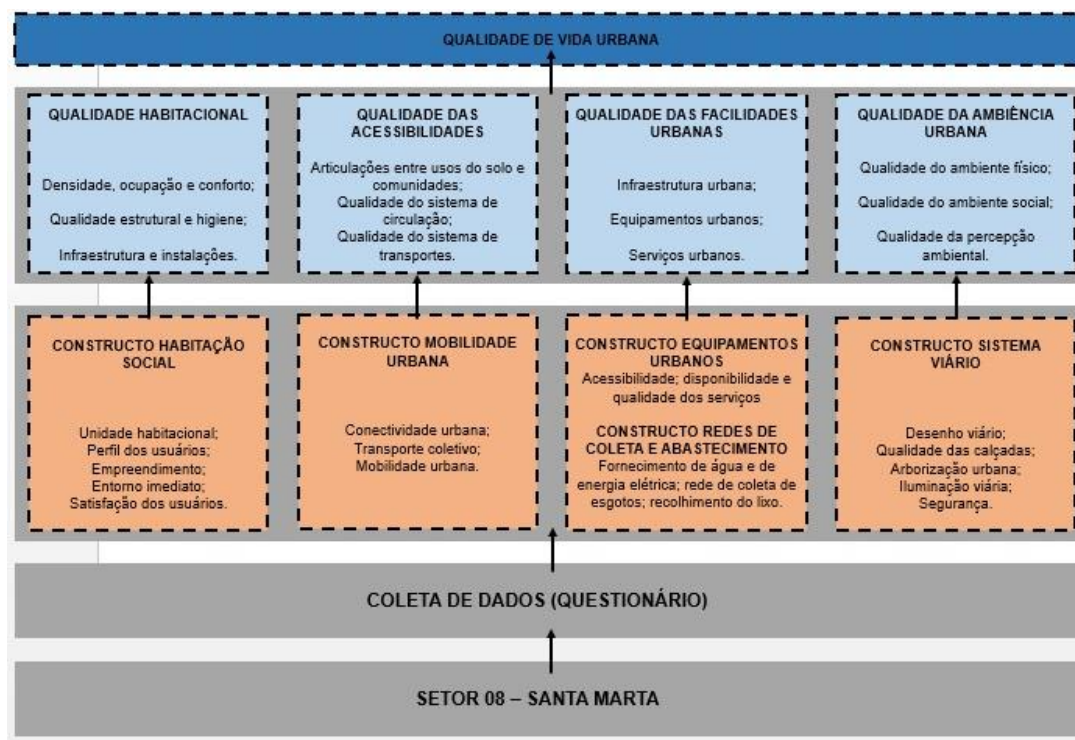 QUALIDADE DE VIDA URBANA
QUALIDADE HABITACIONAL
Densidade, ocupação e conforto;
Qualidade estrutural e higiene;
Infraestrutura e instalações.
QUALIDADE DAS
ACESSIBILIDADES
Articulações entre usos do solo e
comunidades;
Qualidade do sistema de
circulação;
Qualidade do sistema de
transportes.
QUALIDADE DAS FACILIDADES
URBANAS
Infraestrutura urbana;
Equipamentos urbanos;
Serviços urbanos.
QUALIDADE DA AMBIÊNCIA
URBANA
Qualidade do ambiente físico;
Qualidade do ambiente social;
Qualidade da percepção
ambiental.
CONSTRUCTO HABITAÇÃO
SOCIAL
Unidade habitacional;
Perfil dos usuários;
Empreendimento;
Entorno imediato;
Satisfação dos usuários.
CONSTRUCTO MOBILIDADE
URBANA
Conectividade urbana;
Transporte coletivo;
Mobilidade urbana.
CONSTRUCTO EQUIPAMENTOS
URBANOS
Acessibilidade; disponibilidade e
qualidade dos serviços
CONSTRUCTO REDES DE
COLETA E ABASTECIMENTO
Fornecimento de água e de
energia elétrica; rede de coleta de
esgotos; recolhimento do lixo.
CONSTRUCTO SISTEMA
VIÁRIO
Desenho viário;
Qualidade das calçadas;
Arborização urbana;
Iluminação viária;
Segurança.
COLETA DE DADOS (QUESTIONÁRIO)
SETOR 08 – SANTA MARTA